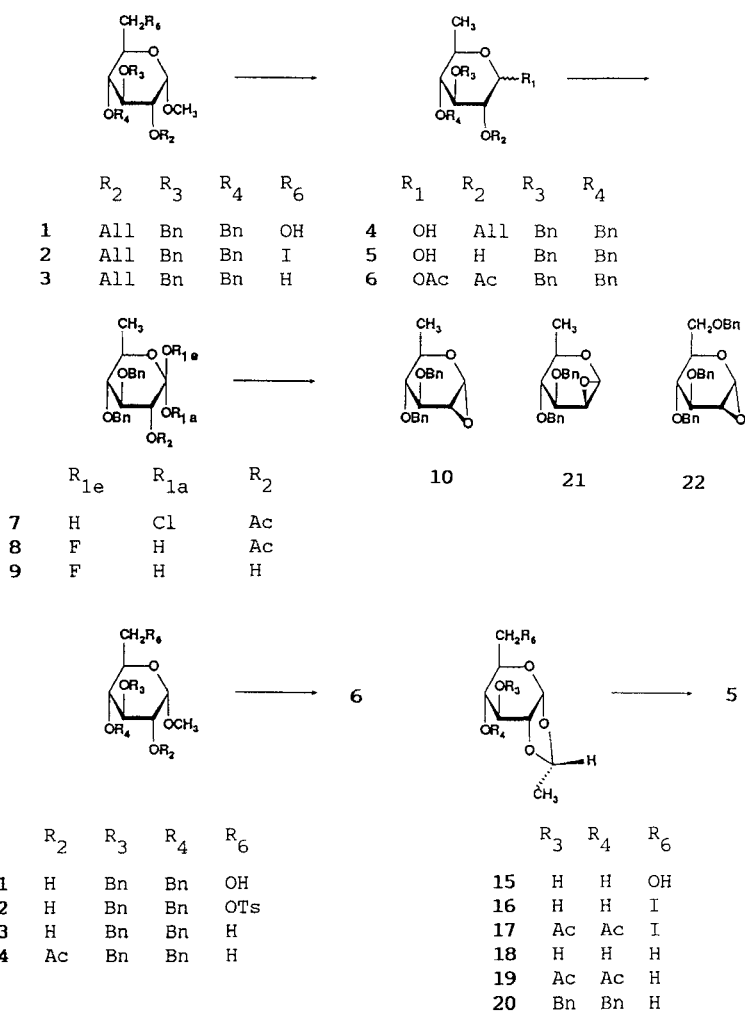 CH₂R₆ CH₃
O O
OR₃ OR₃ R₁
OR₄ OCH₃ OR₄
OR₂ OR₂
R₂ R₃ R₄ R₆ R₁ R₂ R₃ R₄
1 All Bn Bn OH 4 OH All Bn Bn
2 All Bn Bn I 5 OH H Bn Bn
3 All Bn Bn H 6 OAc Ac Bn Bn
CH₃ CH₃ CH₃ CH₂OBn
O OR₁ₑ O O O
OBn OBn OBn O OBn
OBn OR₁ₐ OBn O OBn OBn O
OR₂
R₁ₑ R₁ₐ R₂ 10 21 22
7 H Cl Ac
8 F H Ac
9 F H H
CH₂R₆ CH₂R₆
O O
OR₃ 6 OR₃ 5
OR₄ OCH₃ OR₄ O
OR₂ O H
CH₃
R₂ R₃ R₄ R₆ R₃ R₄ R₆
1 H Bn Bn OH 15 H H OH
2 H Bn Bn OTs 16 H H I
3 H Bn Bn H 17 Ac Ac I
4 Ac Bn Bn H 18 H H H
19 Ac Ac H
20 Bn Bn H